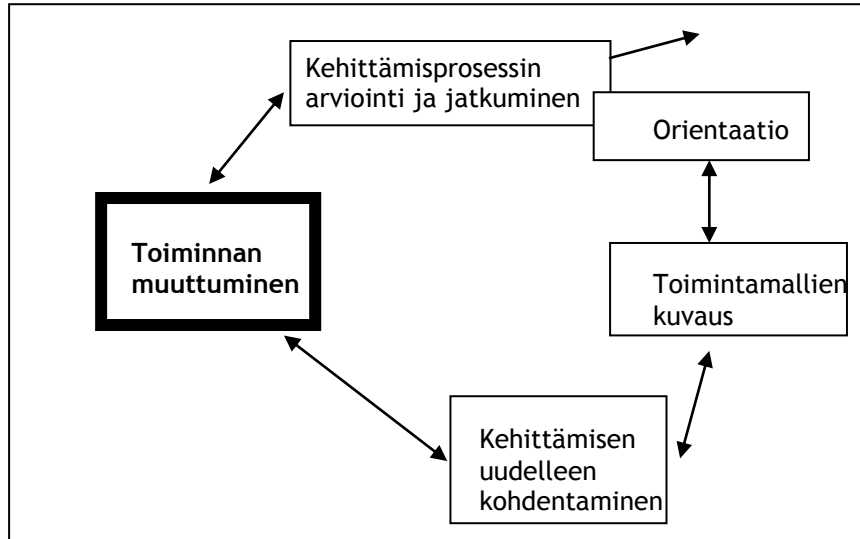 Kehittämisprosessin
arviointi ja jatkuminen
Orientaatio
Toiminnan
muuttuminen
Toimintamallien
kuvaus
Kehittämisen
uudelleen
kohdentaminen